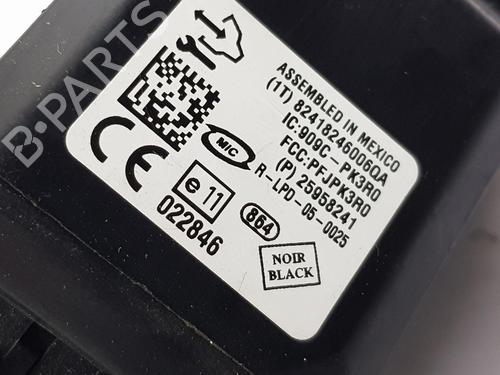 ASSEMBLED IN MEXICO
(1T) 82418246006QA
IC:909C-PK3R0
FCC:PFJPK3R0
(P) 25958241
R-LPD-05-0025
MIC
CE
e 11
022846
864
NOIR
BLACK
B-PARTS